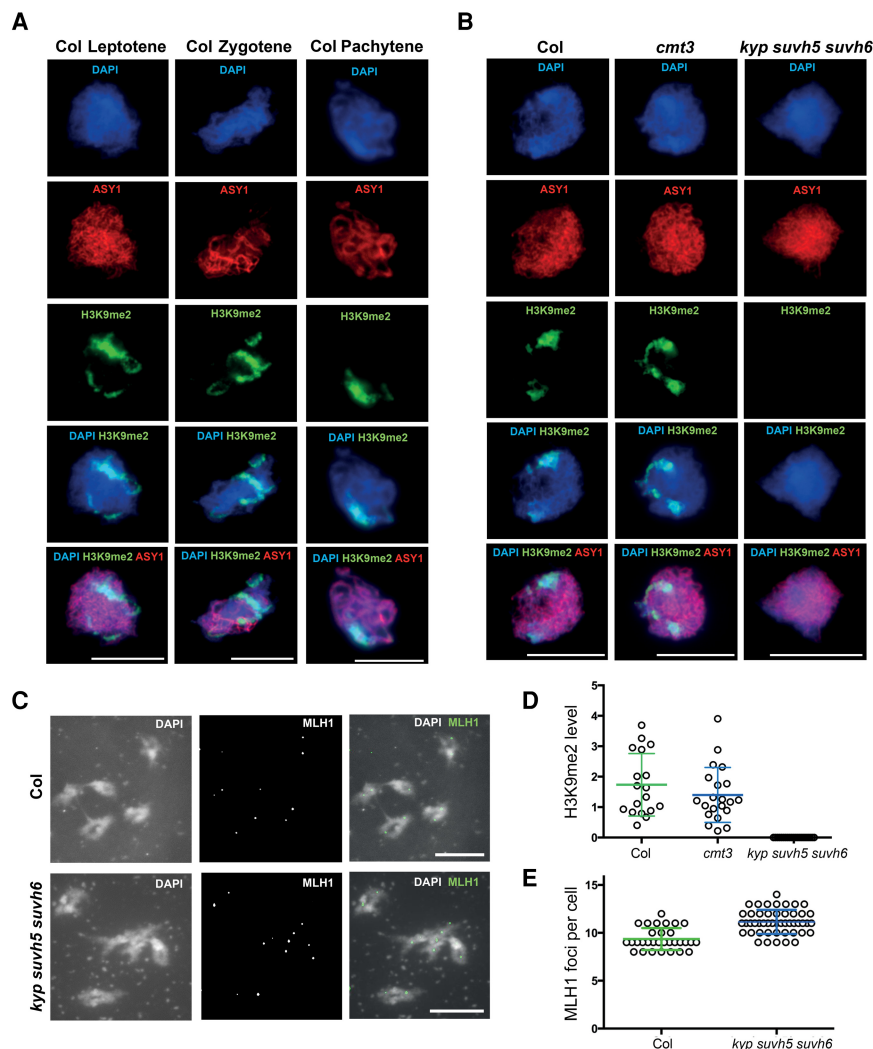 A
B
Col Leptotene Col Zygotene Col Pachytene
Col cmt3 kyp suvh5 suvh6
DAPI DAPI DAPI DAPI DAPI DAPI
ASY1 ASY1 ASY1 ASY1 ASY1 ASY1
H3K9me2 H3K9me2 H3K9me2 H3K9me2 H3K9me2 H3K9me2
DAPI H3K9me2 DAPI H3K9me2 DAPI H3K9me2 DAPI H3K9me2 DAPI H3K9me2 DAPI H3K9me2
DAPI H3K9me2 ASY1 DAPI H3K9me2 ASY1 DAPI H3K9me2 ASY1 DAPI H3K9me2 ASY1 DAPI H3K9me2 ASY1 DAPI H3K9me2 ASY1
C
Col
DAPI MLH1 DAPI MLH1
kyp suvh5 suvh6
DAPI MLH1 DAPI MLH1
D
H3K9me2 level
5
4
3
2
1
0
Col cmt3 kyp suvh5 suvh6
E
MLH1 foci per cell
15
10
5
0
Col kyp suvh5 suvh6